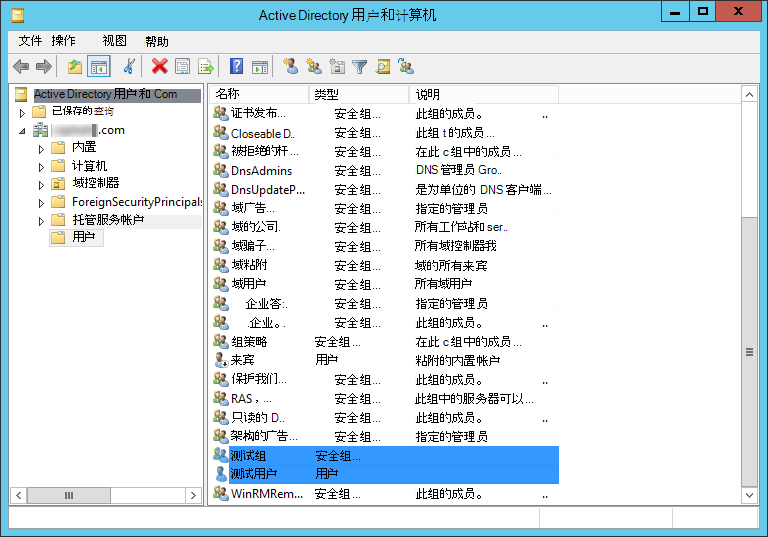 Active Directory 用户和计算机
文件 操作 视图 帮助
Active Directory 用户和 Com
已保存的查询
.com
内置
计算机
域控制器
ForeignSecurityPrincipals
托管服务帐户
用户
名称 类型 说明
证书发布... 安全组... 此组的成员。 ..
Closeable D.. 安全组... 此组 t 的成员...
被拒绝的杆... 安全组... 在此 c 组中的成员...
DnsAdmins 安全组... DNS 管理员 Gro..
DnsUpdateP... 安全组... 是为单位的 DNS 客户端...
域广告... 安全组... 指定的管理员
域的公司. 安全组... 所有工作站和 ser..
域骗子... 安全组... 所有域控制器我
域粘附 安全组... 域的所有来宾
域用户 安全组... 所有域用户
企业答:. 安全组... 指定的管理员
.企业。. 安全组... 此组的成员。 ..
组策略 安全组... 在此 c 组中的成员...
来宾 用户 粘附的内置帐户
保护我们... 安全组... 此组的成员。 ..
RAS ，... 安全组... 此组中的服务器可以...
只读的 D.. 安全组... 此组的成员。 ..
架构的广告... 安全组... 指定的管理员
测试组 安全组...
测试用户 用户
WinRMRem... 安全组... 此组的成员。 ..